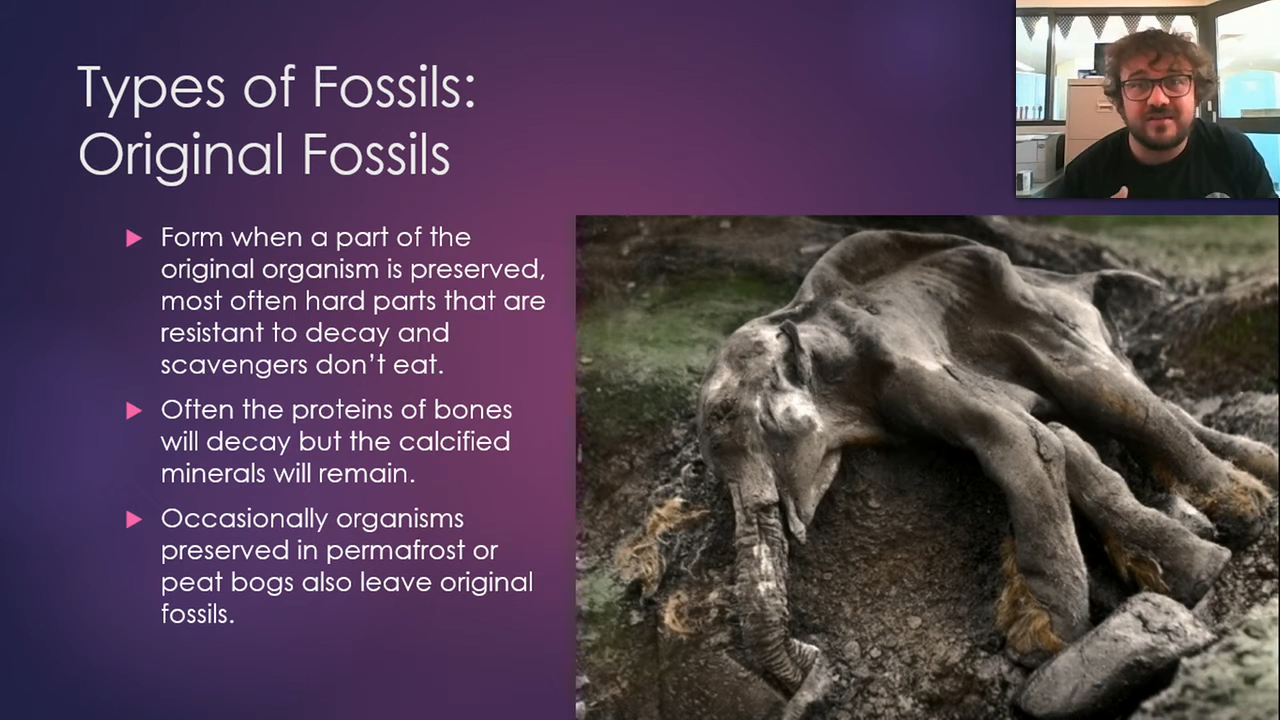 Types of Fossils:
Original Fossils
Form when a part of the
original organism is preserved,
most often hard parts that are
resistant to decay and
scavengers don’t eat.
Often the proteins of bones
will decay but the calcified
minerals will remain.
Occasionally organisms
preserved in permafrost or
peat bogs also leave original
fossils.